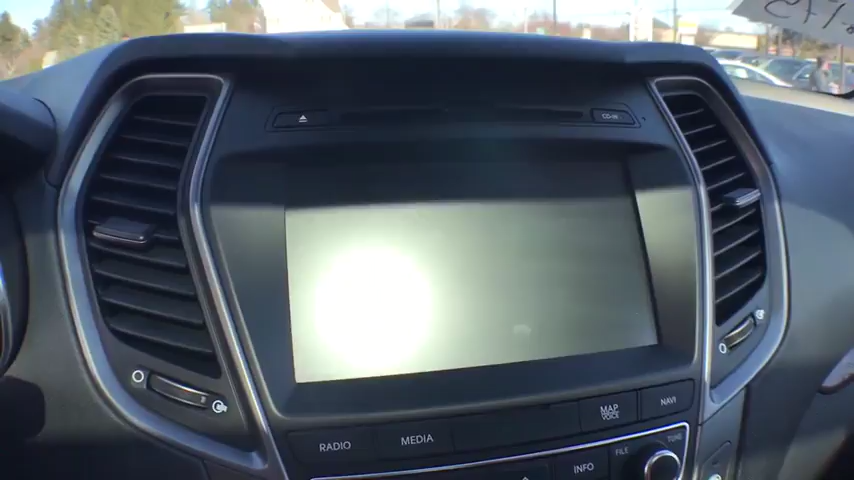 CD-IN
MAP
VOICE
NAVI
RADIO
MEDIA
TUNE
FILE
INFO